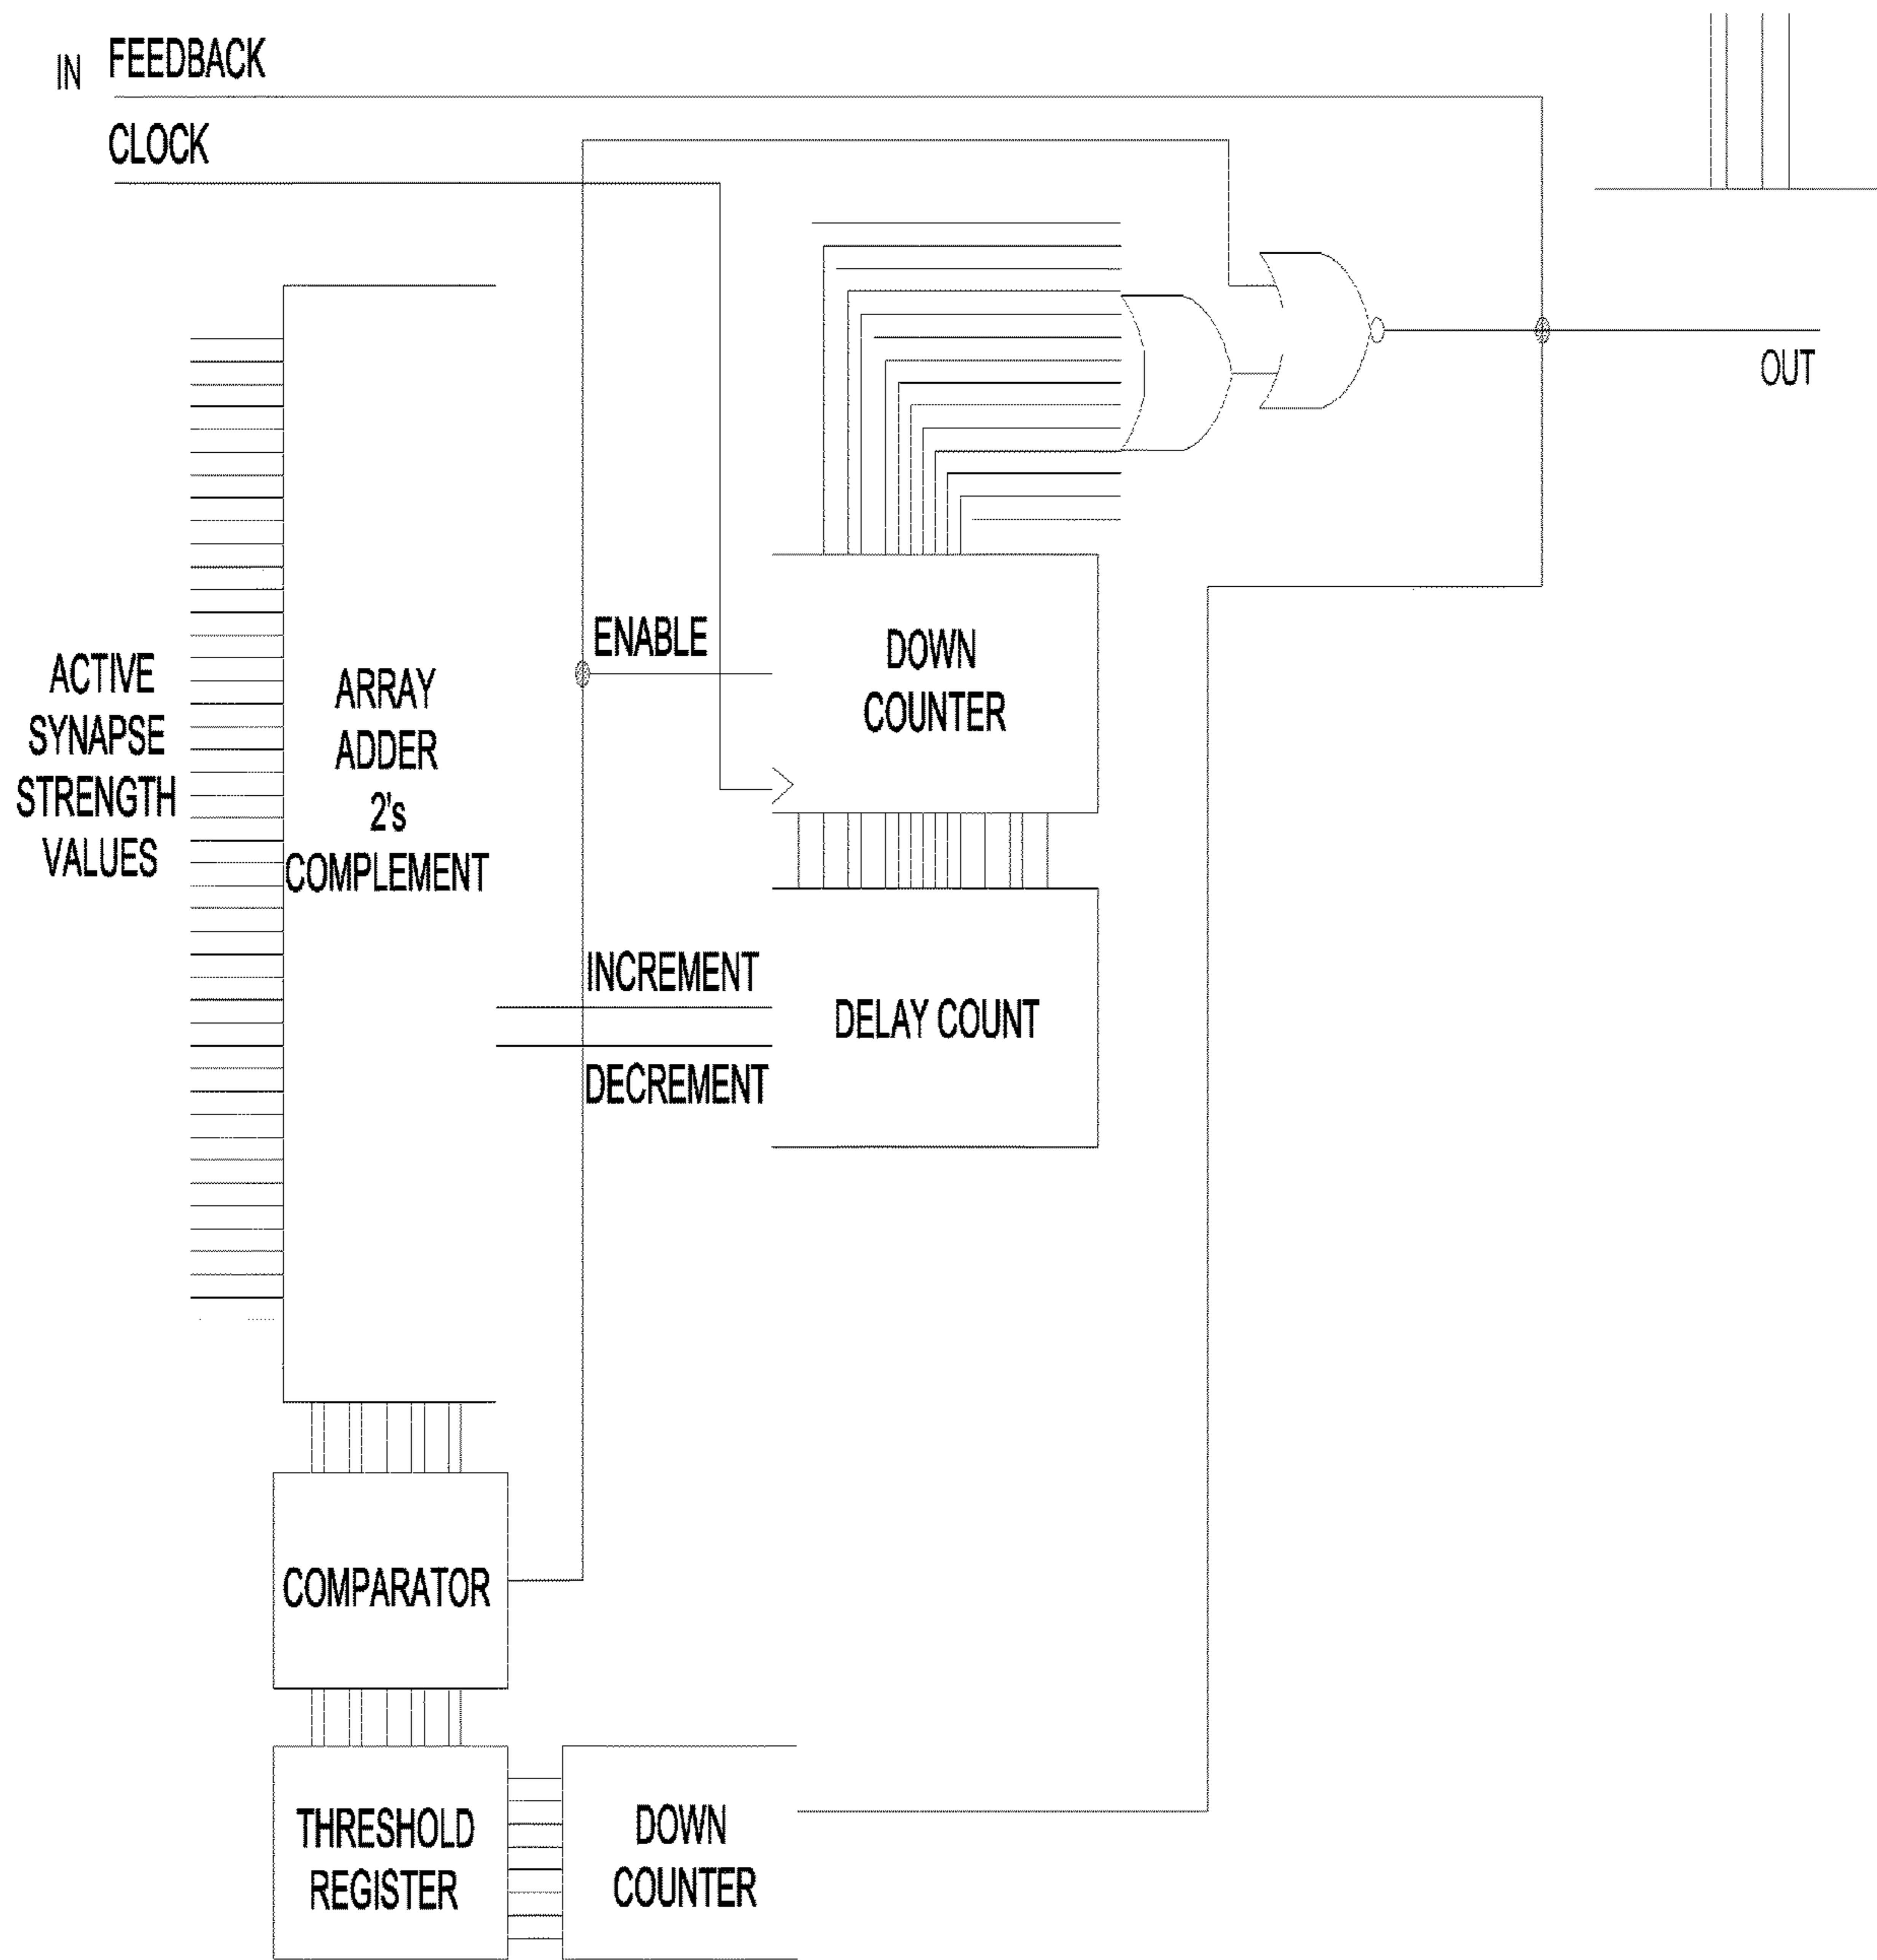 IN FEEDBACK
CLOCK
OUT
ENABLE
DOWN
COUNTER
ACTIVE
SYNAPSE
STRENGTH
VALUES
ARRAY
ADDER
2's
COMPLEMENT
INCREMENT
DECREMENT
DELAY COUNT
COMPARATOR
THRESHOLD
REGISTER
DOWN
COUNTER